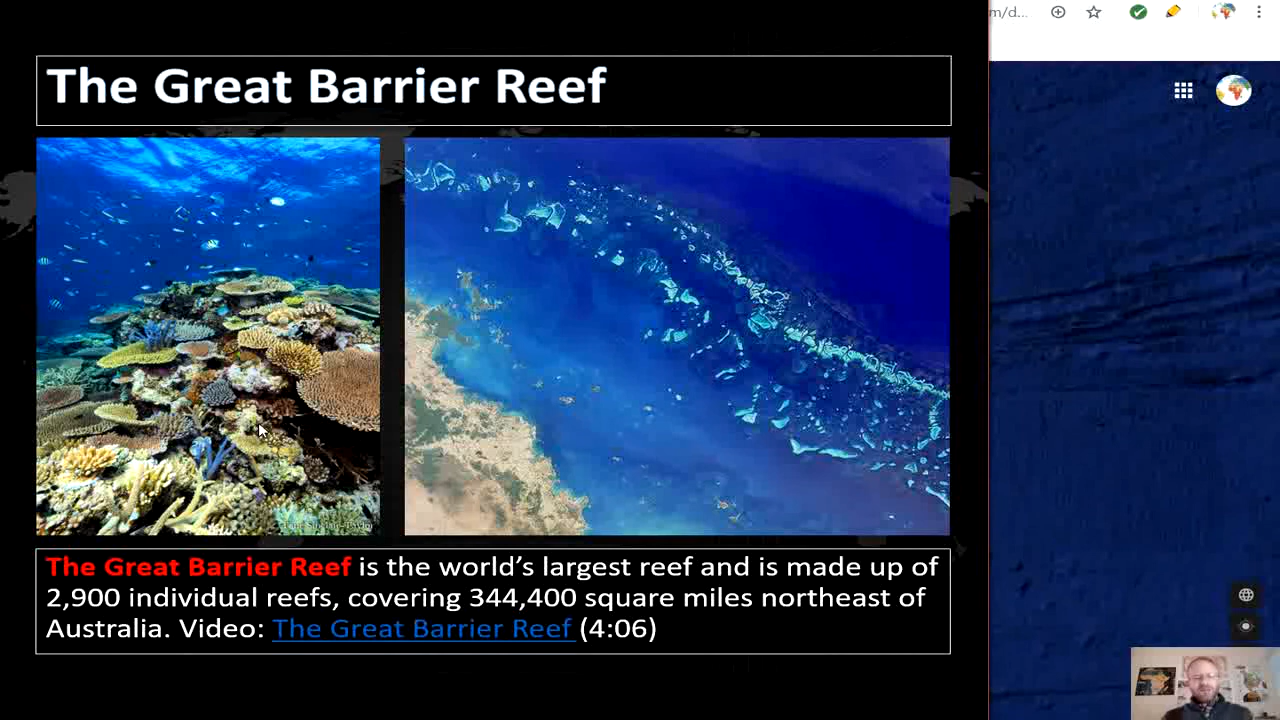 m/d...
The Great Barrier Reef
The Great Barrier Reef is the world’s largest reef and is made up of
2,900 individual reefs, covering 344,400 square miles northeast of
Australia. Video: The Great Barrier Reef (4:06)